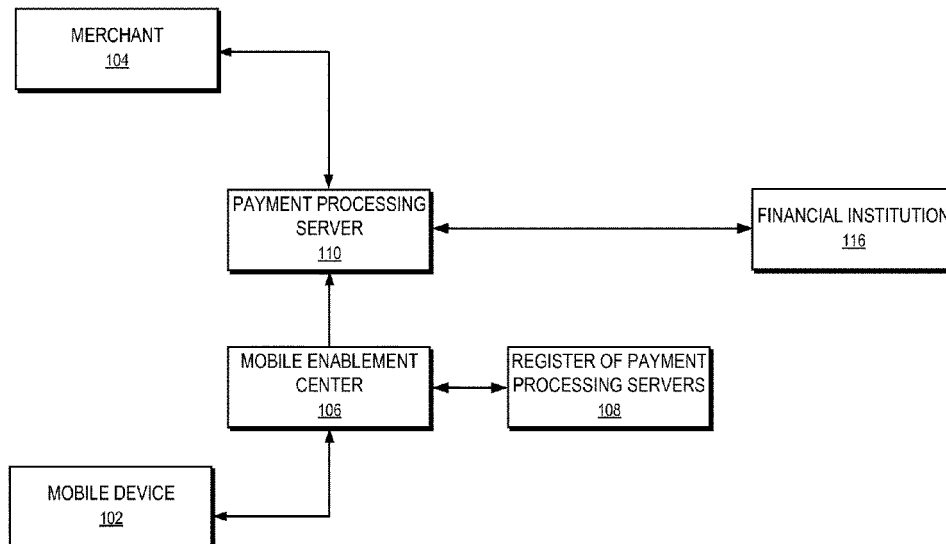 MERCHANT
104
PAYMENT PROCESSING
SERVER
110
FINANCIAL INSTITUTION
116
MOBILE ENABLEMENT
CENTER
106
REGISTER OF PAYMENT
PROCESSING SERVERS
108
MOBILE DEVICE
102